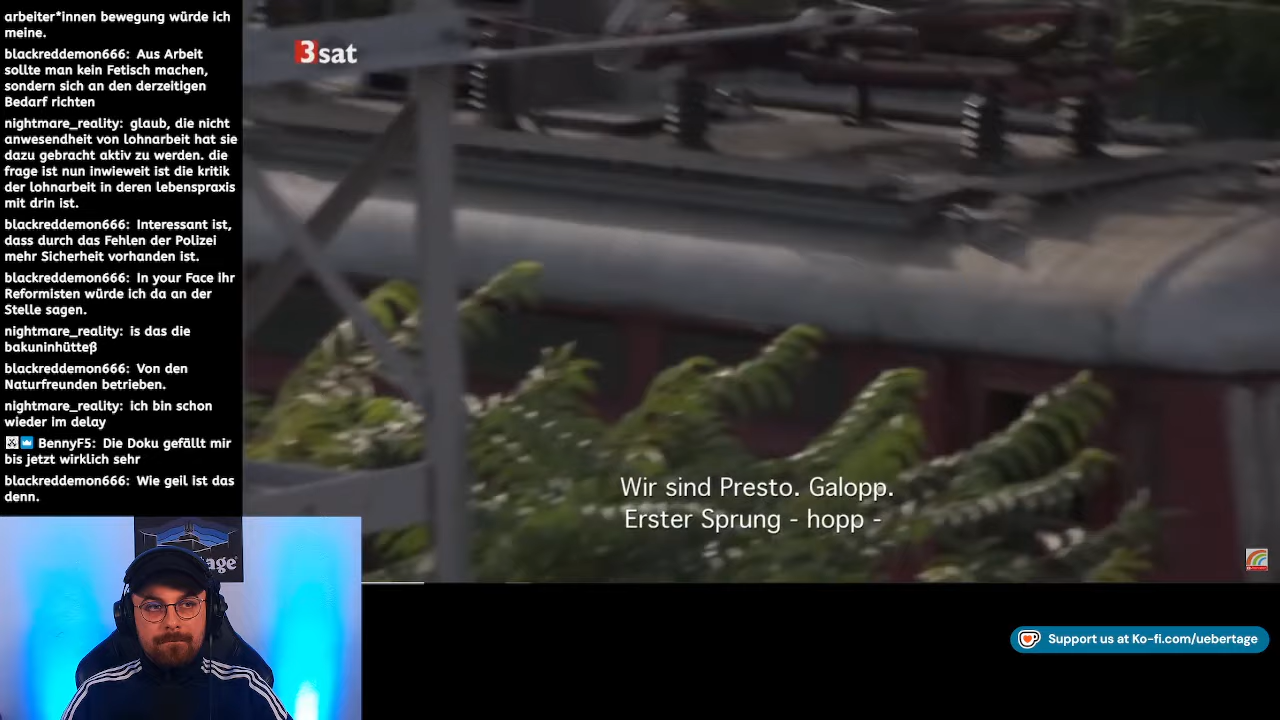 arbeiter*innen bewegung würde ich
meine.
blackreddemon666: Aus Arbeit
sollte man kein Fetisch machen,
sondern sich an den derzeitigen
Bedarf richten
nightmare_reality: glaub, die nicht
anwesendheit von lohnarbeit hat sie
dazu gebracht aktiv zu werden. die
frage ist nun inwieweit ist die kritik
der lohnarbeit in deren lebenspraxis
mit drin ist.
blackreddemon666: Interessant ist,
dass durch das Fehlen der Polizei
mehr Sicherheit vorhanden ist.
blackreddemon666: In your Face ihr
Reformisten würde ich da an der
Stelle sagen.
nightmare_reality: is das die
bakuninhütteß
blackreddemon666: Von den
Naturfreunden betrieben.
nightmare_reality: ich bin schon
wieder im delay
BennyF5: Die Doku gefällt mir
bis jetzt wirklich sehr
blackreddemon666: Wie geil ist das
denn.
3sat
Wir sind Presto. Galopp.
Erster Sprung - hopp -
Support us at Ko-fi.com/uebertage